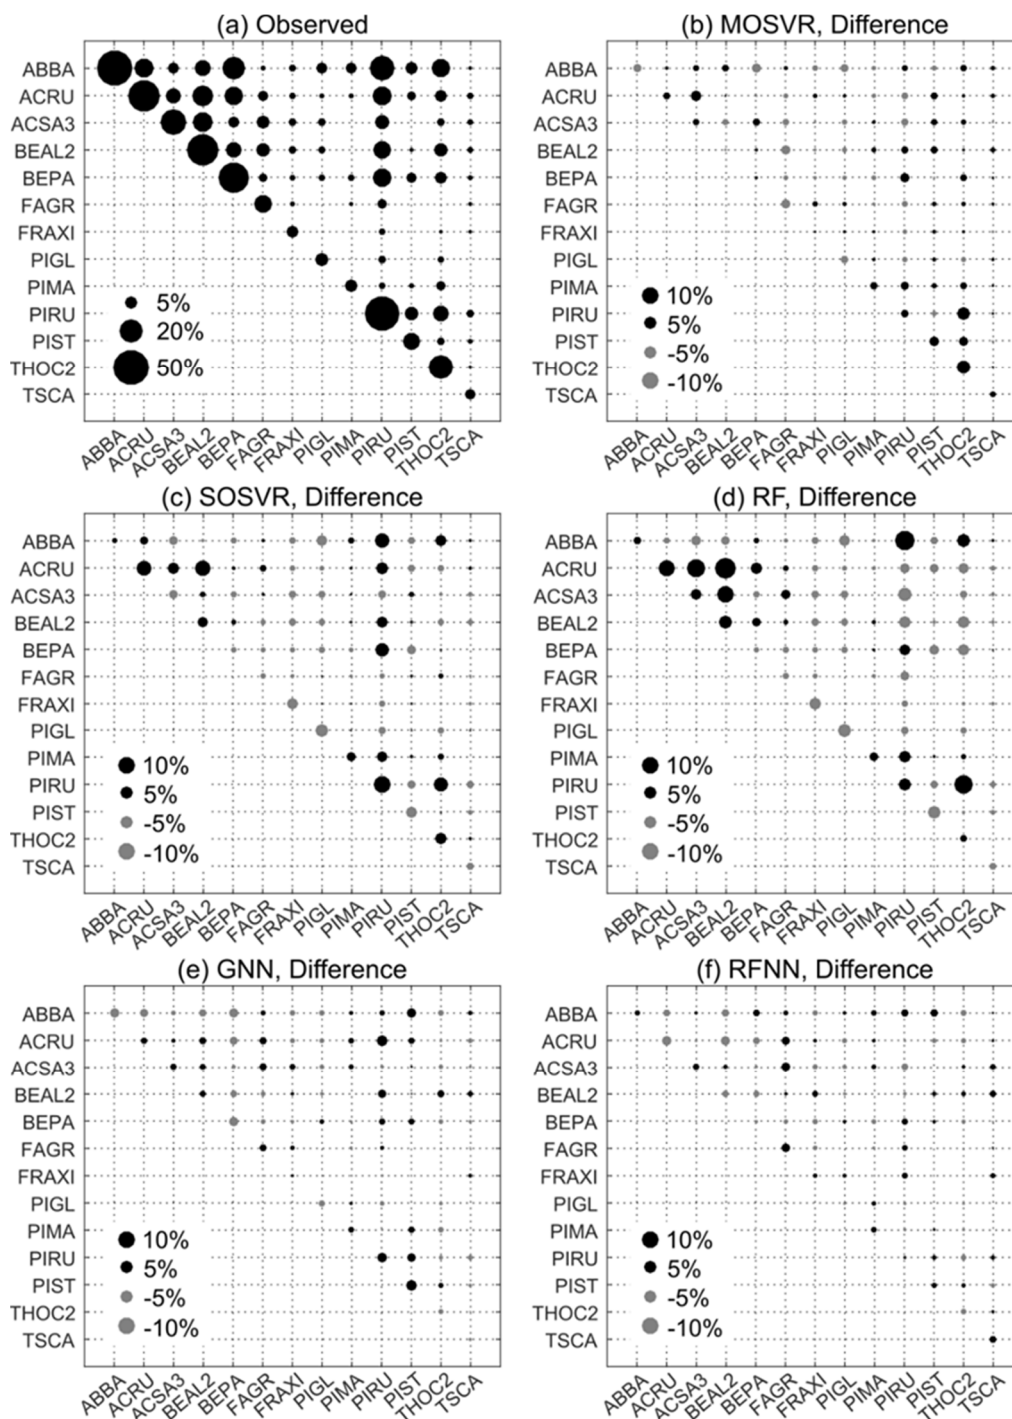 (a) Observed
ABBA
ACRU
ACSA3
BEAL2
BEPA
FAGR
FRAXI
PIGL
PIMA
PIRU
PIST
THOC2
TSCA
5%
20%
50%
ABBA ACRU ACSA3 BEAL2 BEPA FAGR FRAXI PIGL PIMA PIRU PIST THOC2 TSCA
(b) MOSVR, Difference
ABBA
ACRU
ACSA3
BEAL2
BEPA
FAGR
FRAXI
PIGL
PIMA
PIRU
PIST
THOC2
TSCA
10%
5%
-5%
-10%
ABBA ACRU ACSA3 BEAL2 BEPA FAGR FRAXI PIGL PIMA PIRU PIST THOC2 TSCA
(c) SOSVR, Difference
ABBA
ACRU
ACSA3
BEAL2
BEPA
FAGR
FRAXI
PIGL
PIMA
PIRU
PIST
THOC2
TSCA
10%
5%
-5%
-10%
ABBA ACRU ACSA3 BEAL2 BEPA FAGR FRAXI PIGL PIMA PIRU PIST THOC2 TSCA
(d) RF, Difference
ABBA
ACRU
ACSA3
BEAL2
BEPA
FAGR
FRAXI
PIGL
PIMA
PIRU
PIST
THOC2
TSCA
10%
5%
-5%
-10%
ABBA ACRU ACSA3 BEAL2 BEPA FAGR FRAXI PIGL PIMA PIRU PIST THOC2 TSCA
(e) GNN, Difference
ABBA
ACRU
ACSA3
BEAL2
BEPA
FAGR
FRAXI
PIGL
PIMA
PIRU
PIST
THOC2
TSCA
10%
5%
-5%
-10%
ABBA ACRU ACSA3 BEAL2 BEPA FAGR FRAXI PIGL PIMA PIRU PIST THOC2 TSCA
(f) RFNN, Difference
ABBA
ACRU
ACSA3
BEAL2
BEPA
FAGR
FRAXI
PIGL
PIMA
PIRU
PIST
THOC2
TSCA
10%
5%
-5%
-10%
ABBA ACRU ACSA3 BEAL2 BEPA FAGR FRAXI PIGL PIMA PIRU PIST THOC2 TSCA